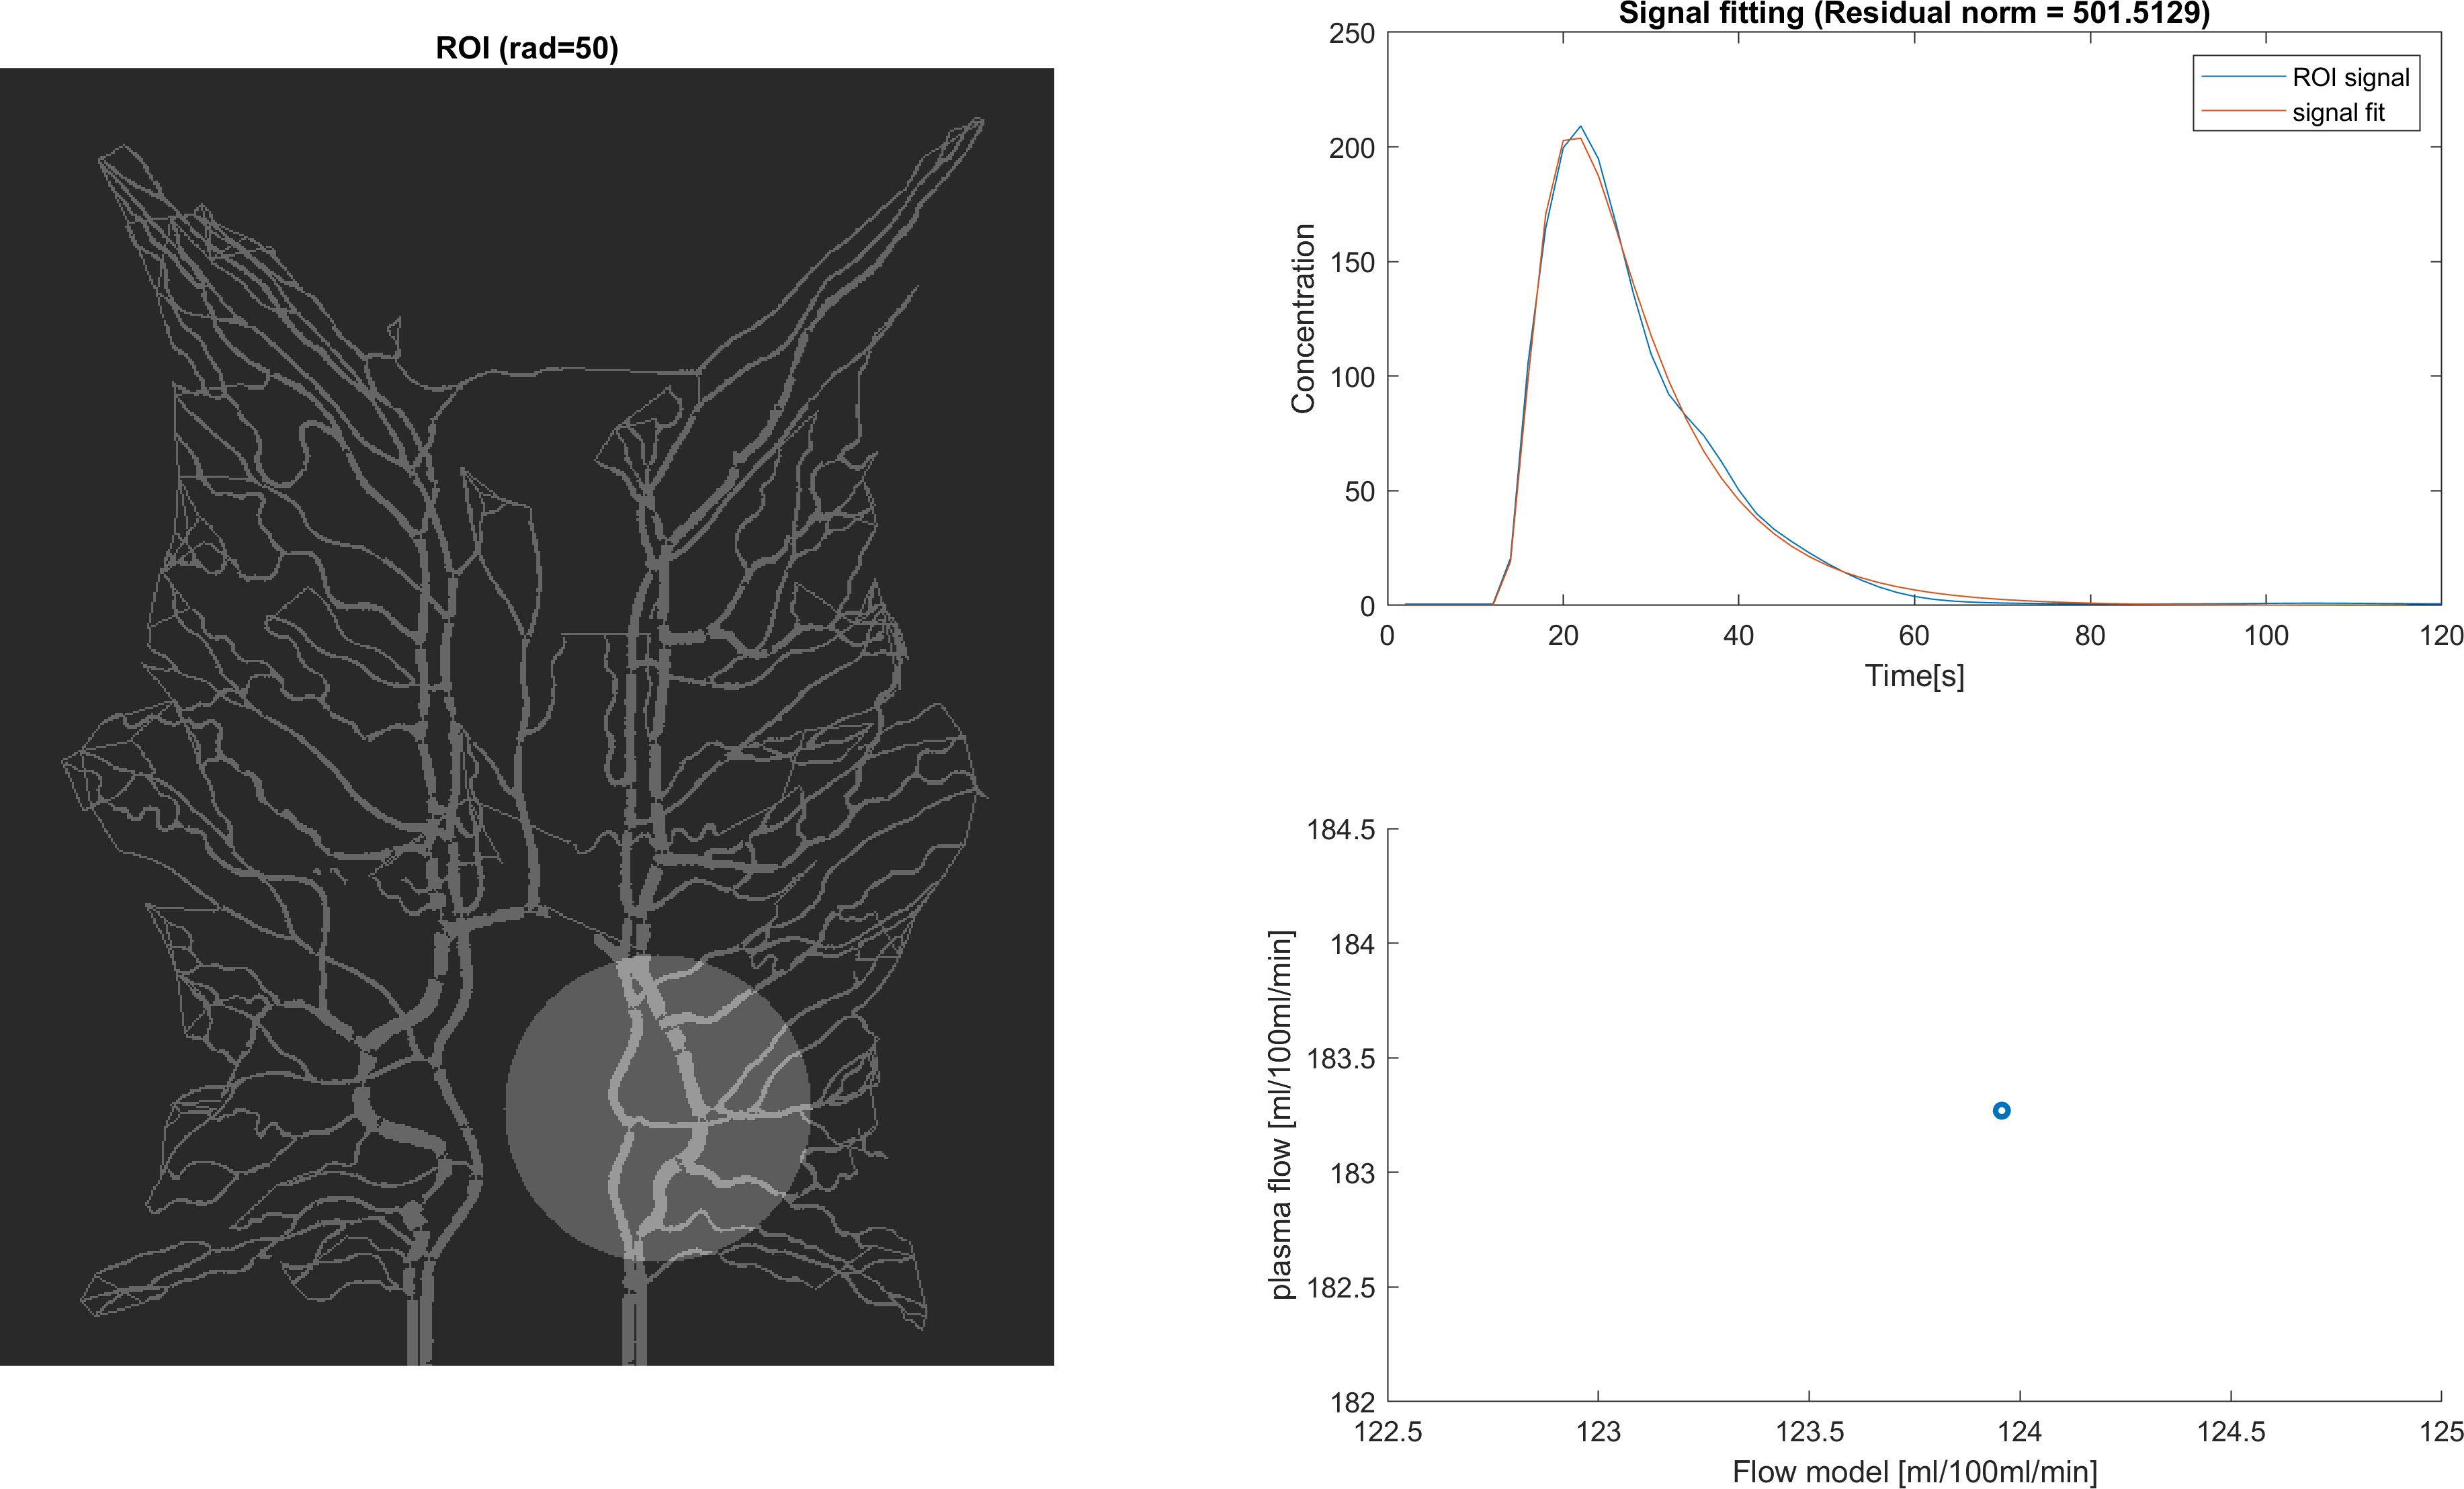 ROI (rad=50)
Signal fitting (Residual norm = 501.5129)
250
200
150
100
50
0
Concentration
ROI signal
signal fit
0 20 40 60 80 100 120
Time[s]
184.5
184
183.5
183
182.5
182
plasma flow [ml/100ml/min]
122.5 123 123.5 124 124.5 125
Flow model [ml/100ml/min]